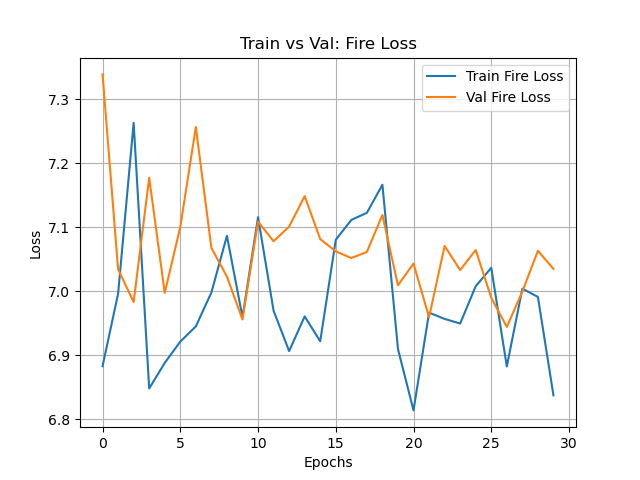 Train vs Val: Fire Loss
Train Fire Loss
Val Fire Loss
Loss
7.3
7.2
7.1
7.0
6.9
6.8
0 5 10 15 20 25 30
Epochs